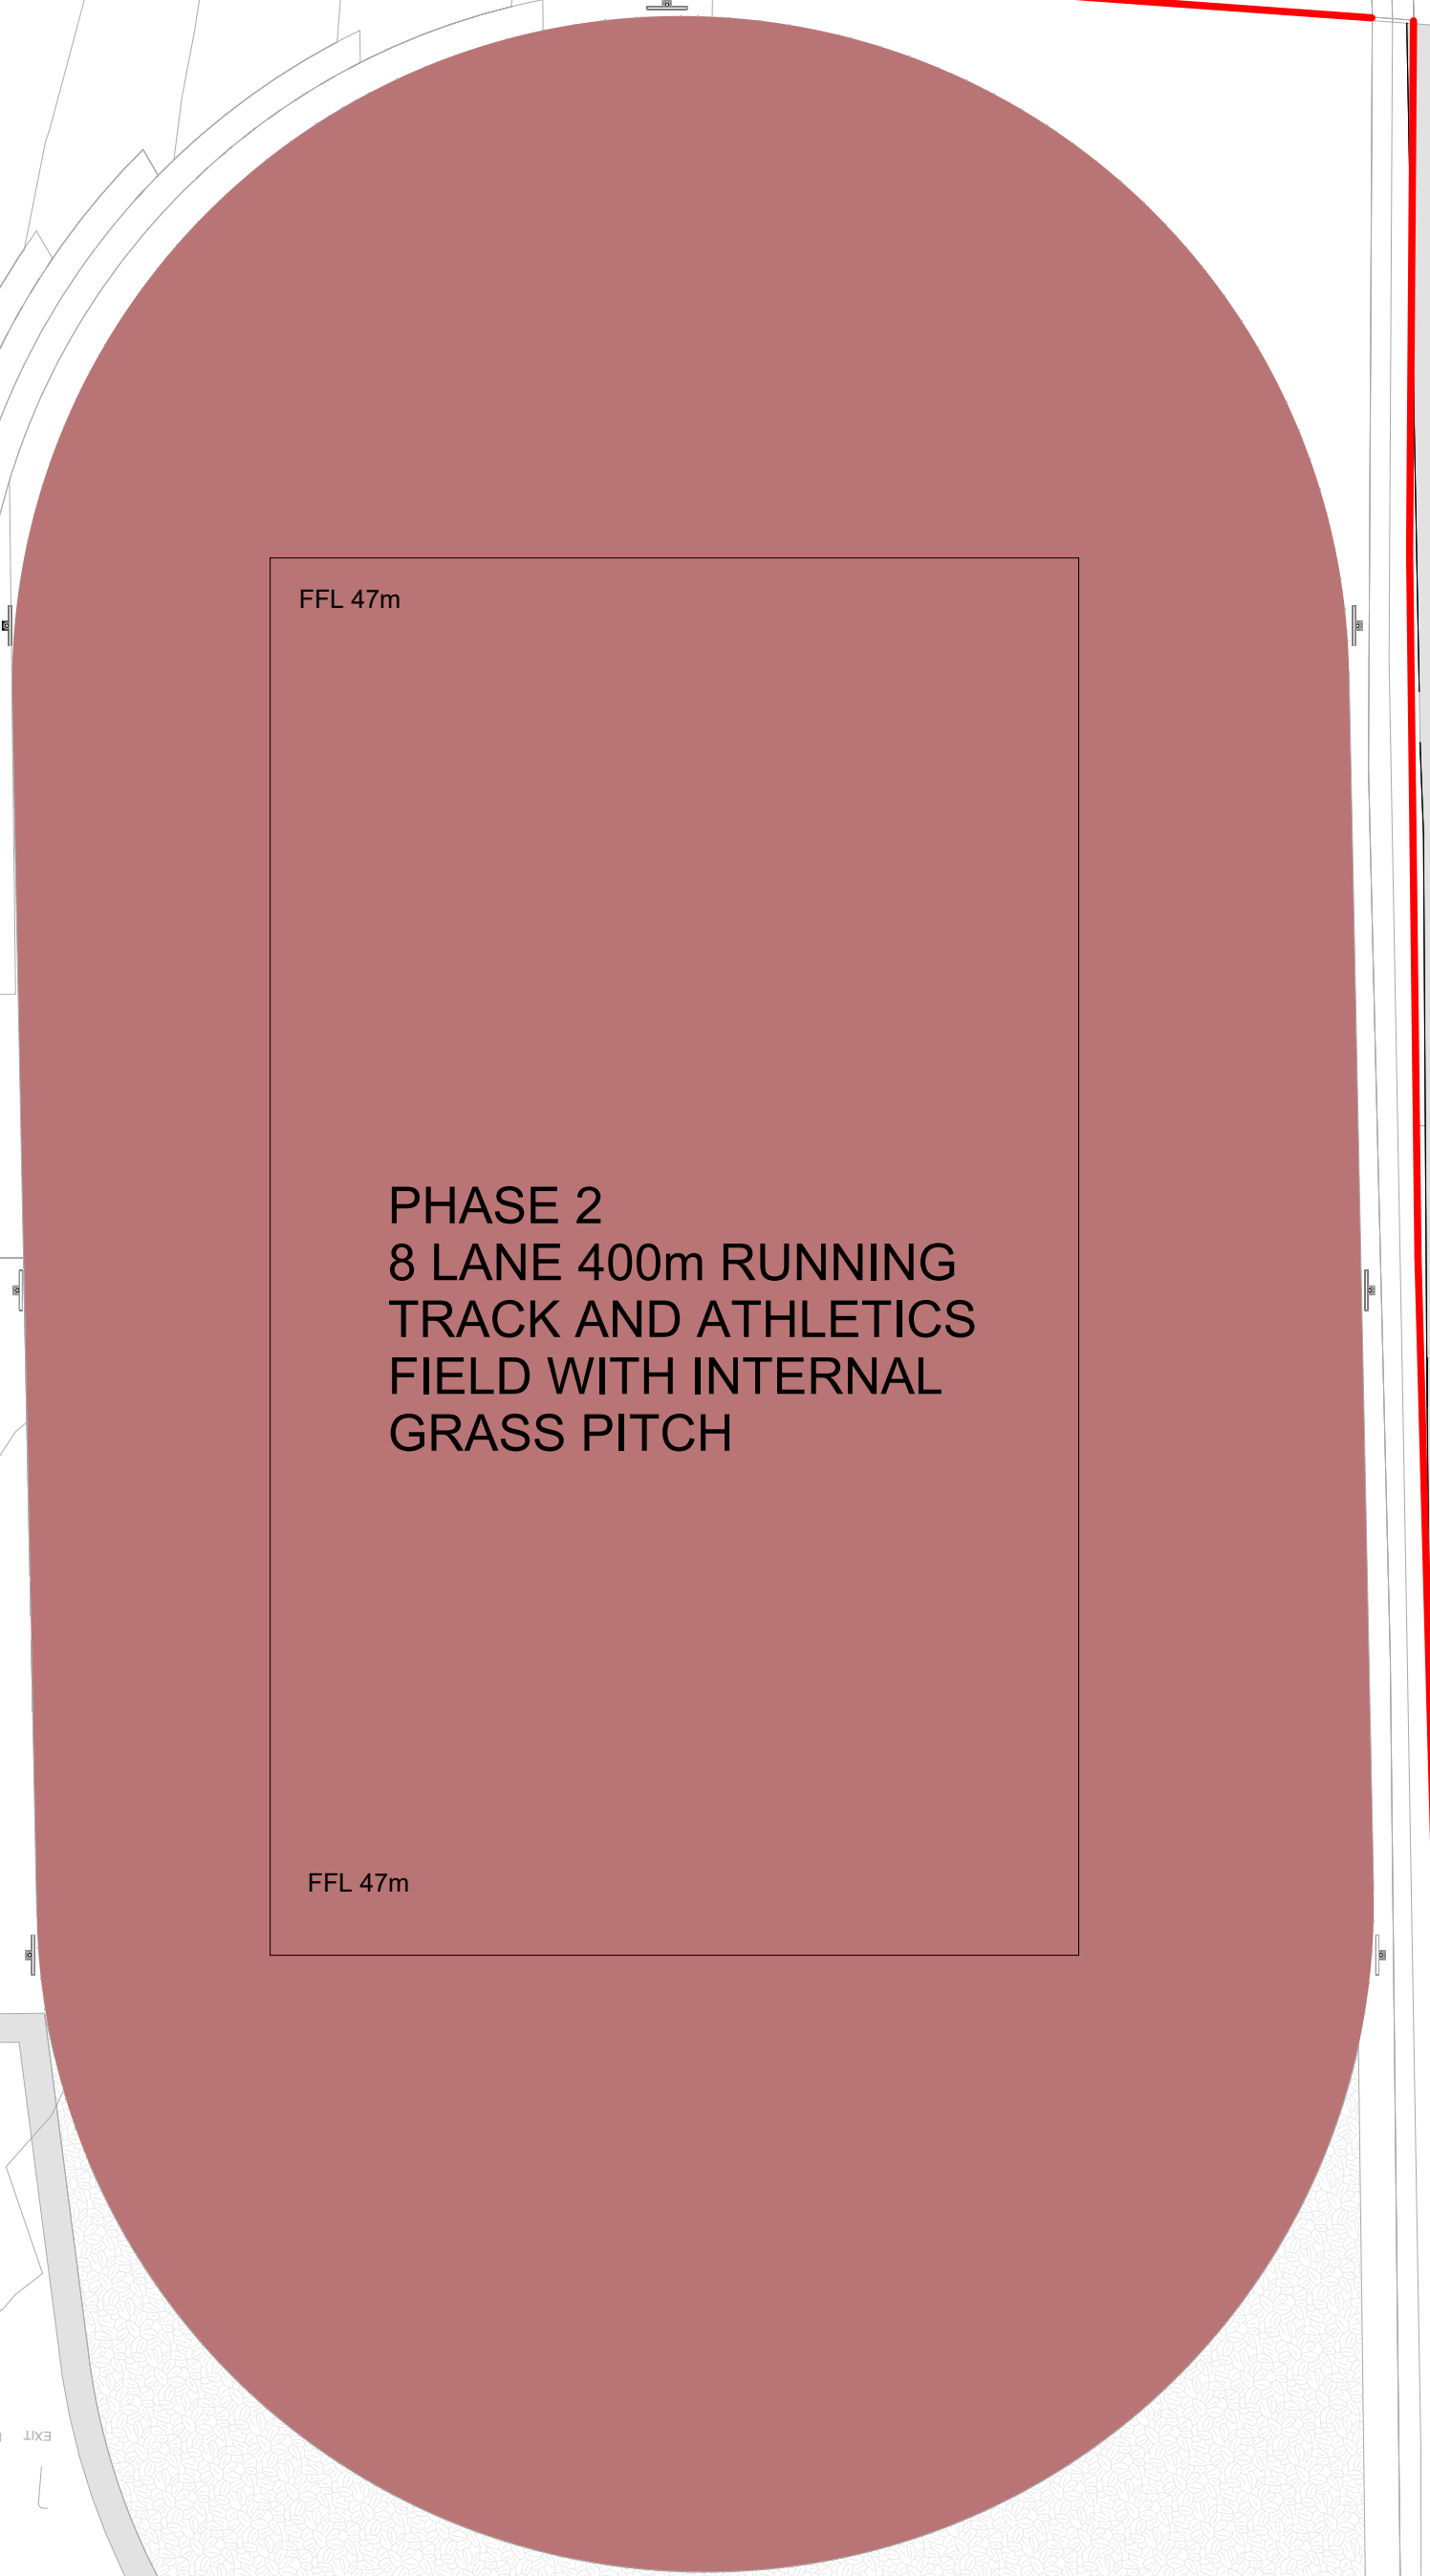 FFL 47m
PHASE 2
8 LANE 400m RUNNING
TRACK AND ATHLETICS
FIELD WITH INTERNAL
GRASS PITCH
FFL 47m
EXIT